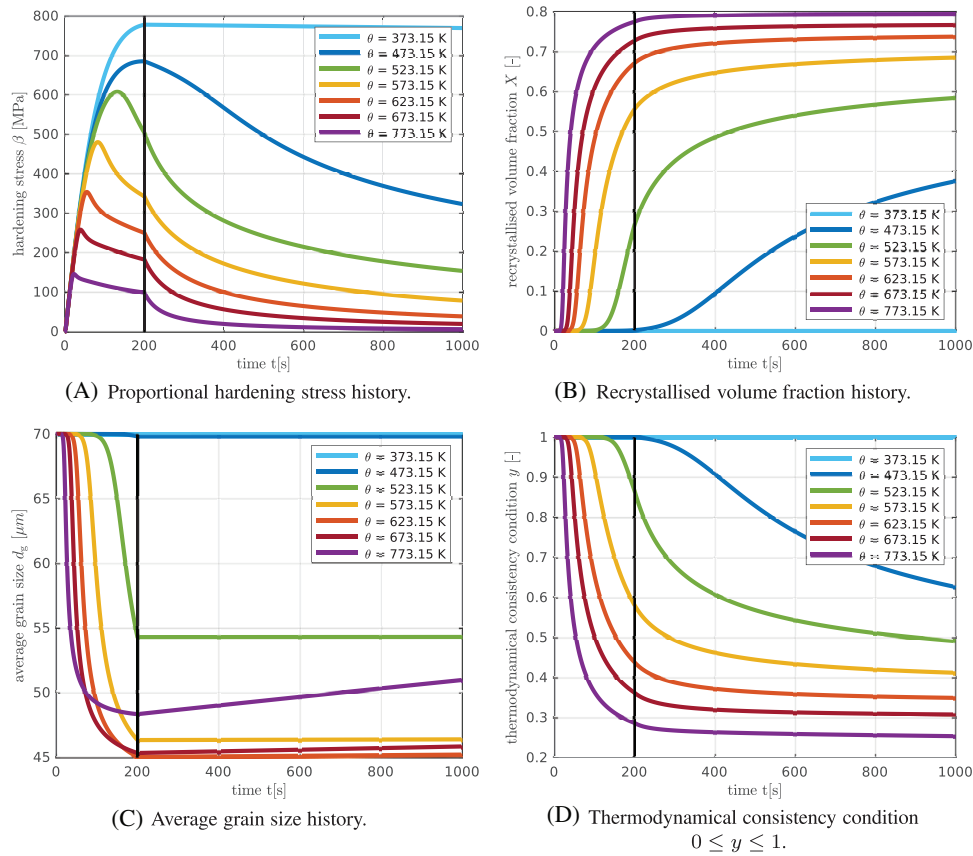 800
700
600
500
400
300
200
100
0
hardening stress β [MPa]
θ = 373.15 K
θ = 473.15 K
θ = 523.15 K
θ = 573.15 K
θ = 623.15 K
θ = 673.15 K
θ = 773.15 K
0 200 400 600 800 1000
time t[s]
(A) Proportional hardening stress history.
0.8
0.7
0.6
0.5
0.4
0.3
0.2
0.1
0
recrystallised volume fraction X [-]
θ = 373.15 K
θ = 473.15 K
θ = 523.15 K
θ = 573.15 K
θ = 623.15 K
θ = 673.15 K
θ = 773.15 K
0 200 400 600 800 1000
time t[s]
(B) Recrystallised volume fraction history.
70
65
60
55
50
45
average grain size d_g [μm]
θ ≈ 373.15 K
θ ≈ 473.15 K
θ ≈ 523.15 K
θ = 573.15 K
θ = 623.15 K
θ ≈ 673.15 K
θ ≈ 773.15 K
0 200 400 600 800 1000
time t[s]
(C) Average grain size history.
1
0.9
0.8
0.7
0.6
0.5
0.4
0.3
0.2
thermodynamical consistency condition y [-]
θ ≈ 373.15 K
θ = 473.15 K
θ ≈ 523.15 K
θ = 573.15 K
θ = 623.15 K
θ ≈ 673.15 K
θ = 773.15 K
0 200 400 600 800 1000
time t[s]
(D) Thermodynamical consistency condition
0 ≤ y ≤ 1.